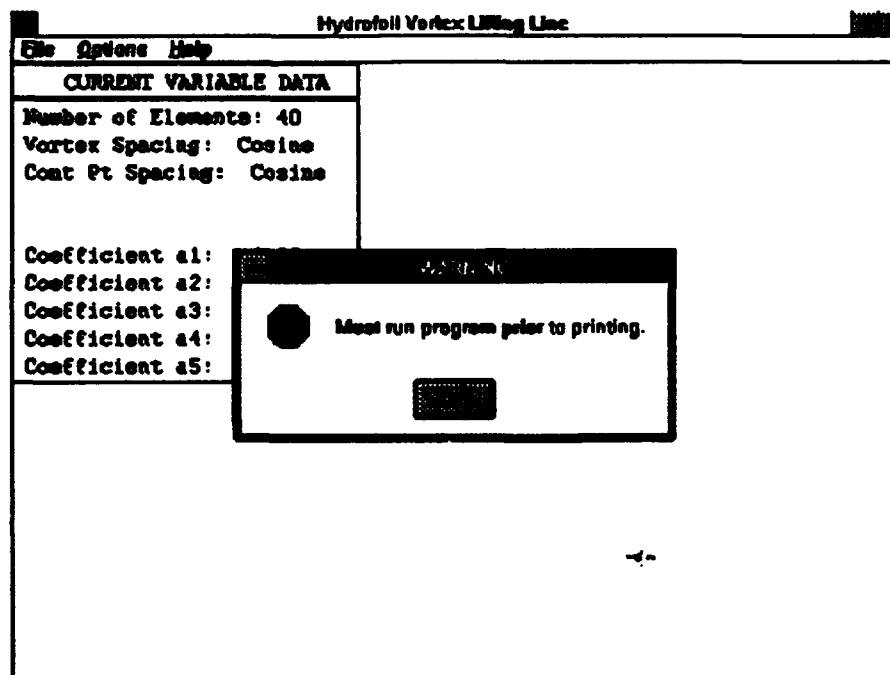 Hydrofoil Vortex Lifting Line
File Options Help
CURRENT VARIABLE DATA
Number of Elements: 40
Vortex Spacing: Cosine
Cont Pt Spacing: Cosine
Coefficient a1:
Coefficient a2:
Coefficient a3:
Coefficient a4:
Coefficient a5:
WARNING
Must run program prior to printing.